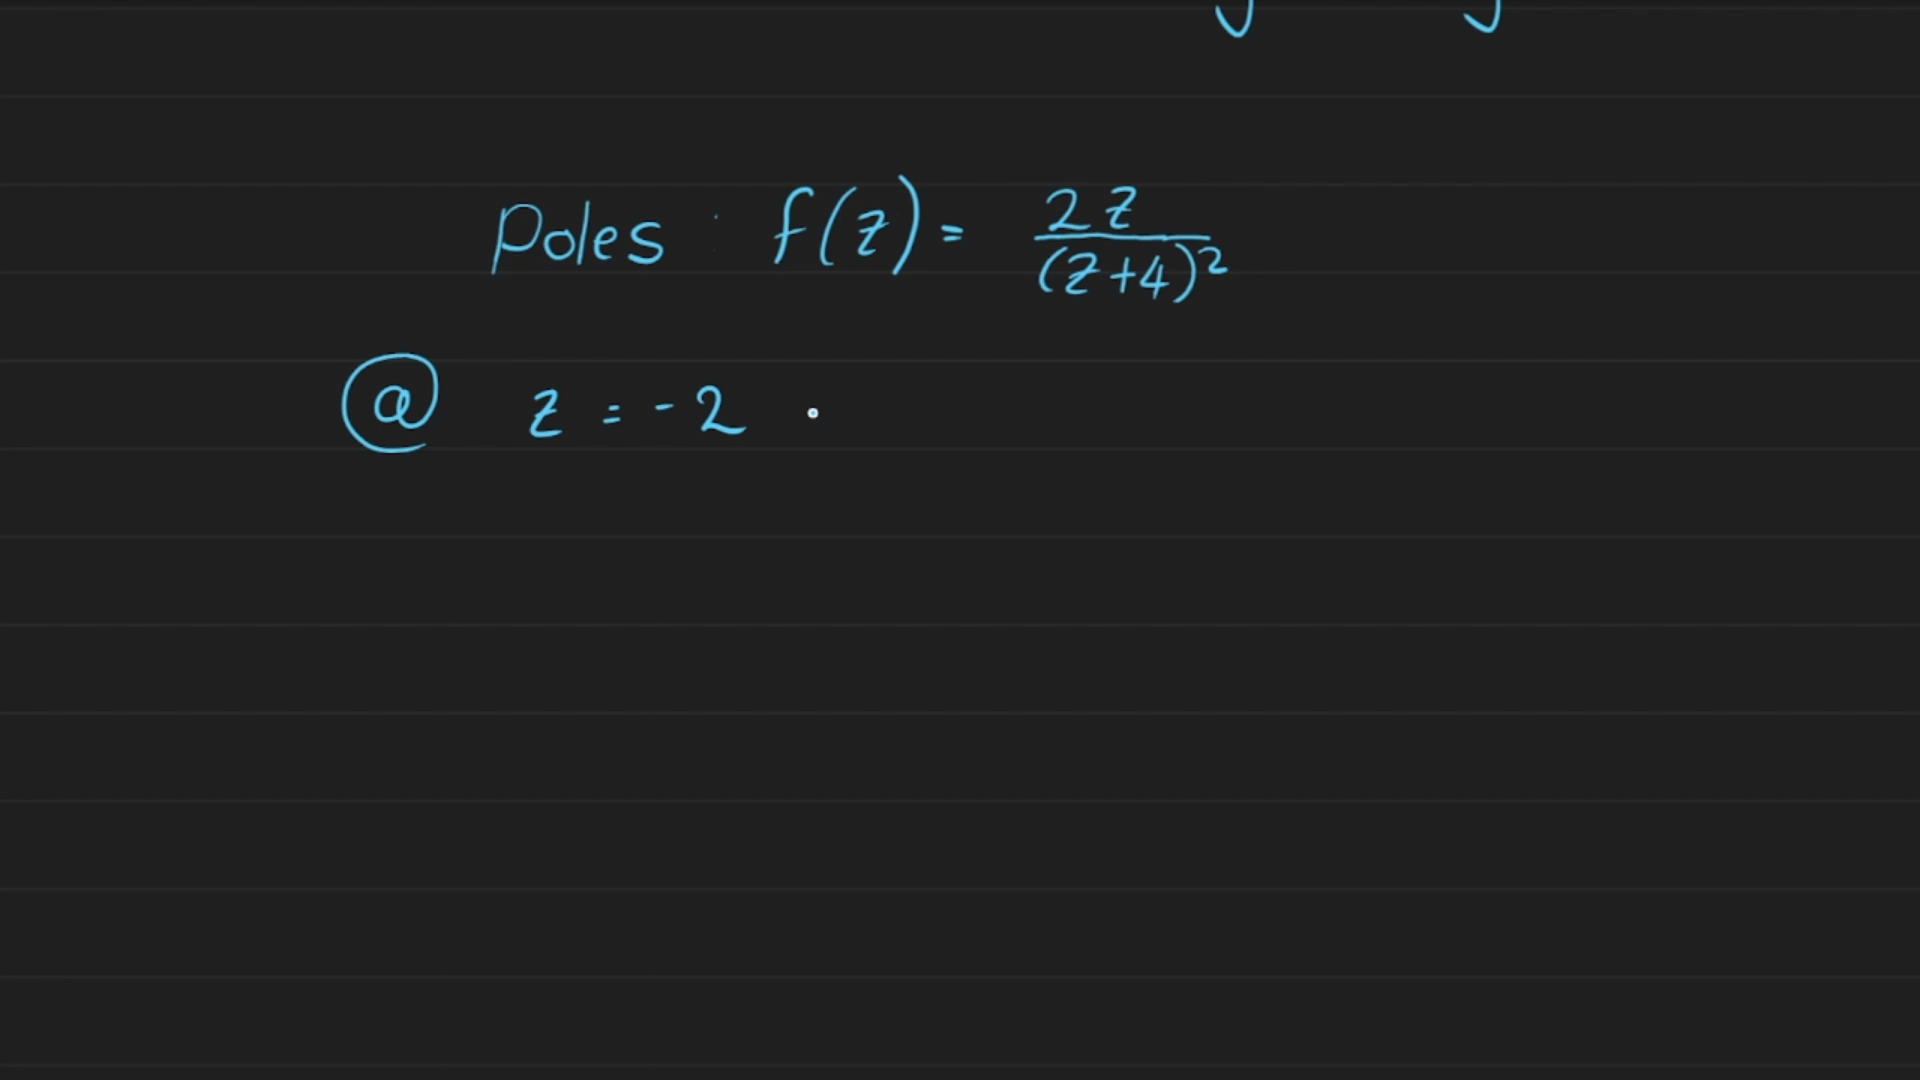 Poles : f(z) = 2z / (z+4)²
@ z = -2